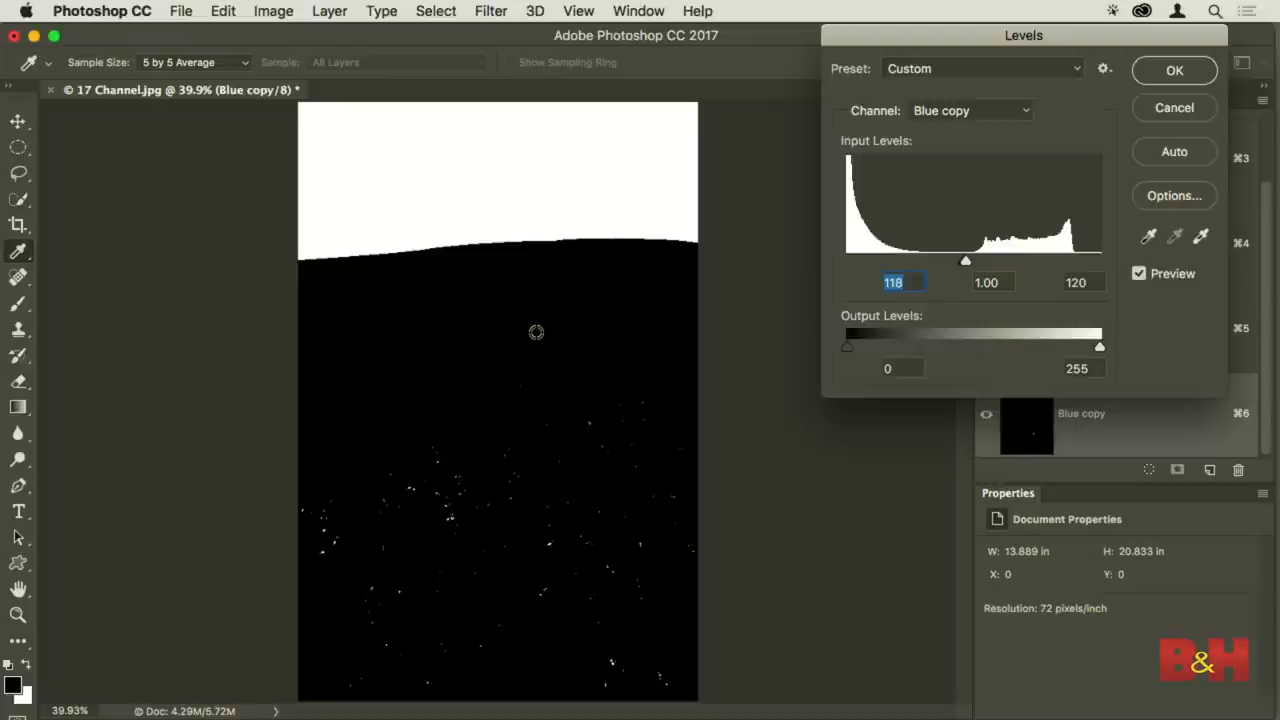 Photoshop CC File Edit Image Layer Type Select Filter 3D View Window Help
Adobe Photoshop CC 2017
Levels
Sample Size: 5 by 5 Average Sample: All Layers Show Sampling Ring
Preset: Custom
OK
× © 17 Channel.jpg @ 39.9% (Blue copy/8) *
Channel: Blue copy
Cancel
Input Levels:
Auto
⌘3
Options...
⌘4
Preview
118 1.00 120
Output Levels:
⌘5
0 255
Blue copy ⌘6
Properties
Document Properties
W: 13.889 in H: 20.833 in
X: 0 Y: 0
Resolution: 72 pixels/inch
B&H
T
39.93% © Doc: 4.29M/5.72M